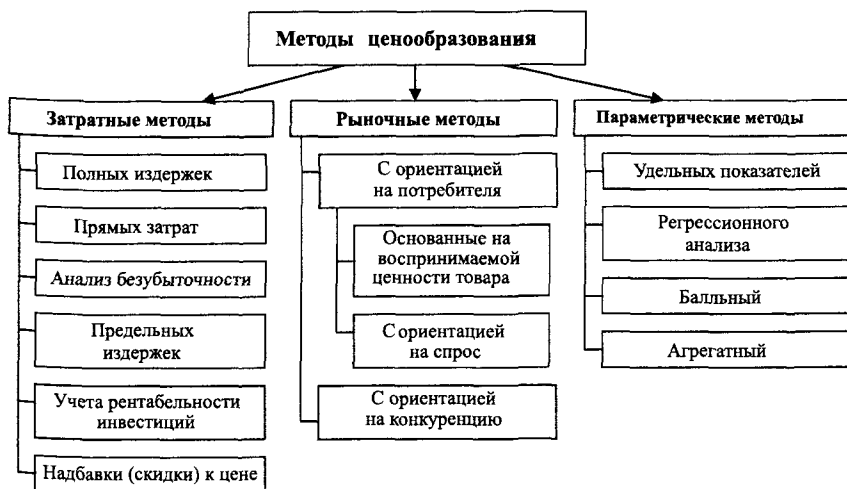 Методы ценообразования
Затратные методы
Полных издержек
Прямых затрат
Анализ безубыточности
Предельных
издержек
Учета рентабельности
инвестиций
Надбавки (скидки) к цене
Рыночные методы
С ориентацией
на потребителя
Основанные на
воспринимаемой
ценности товара
С ориентацией
на спрос
С ориентацией
на конкуренцию
Параметрические методы
Удельных показателей
Регрессионного
анализа
Балльный
Агрегатный